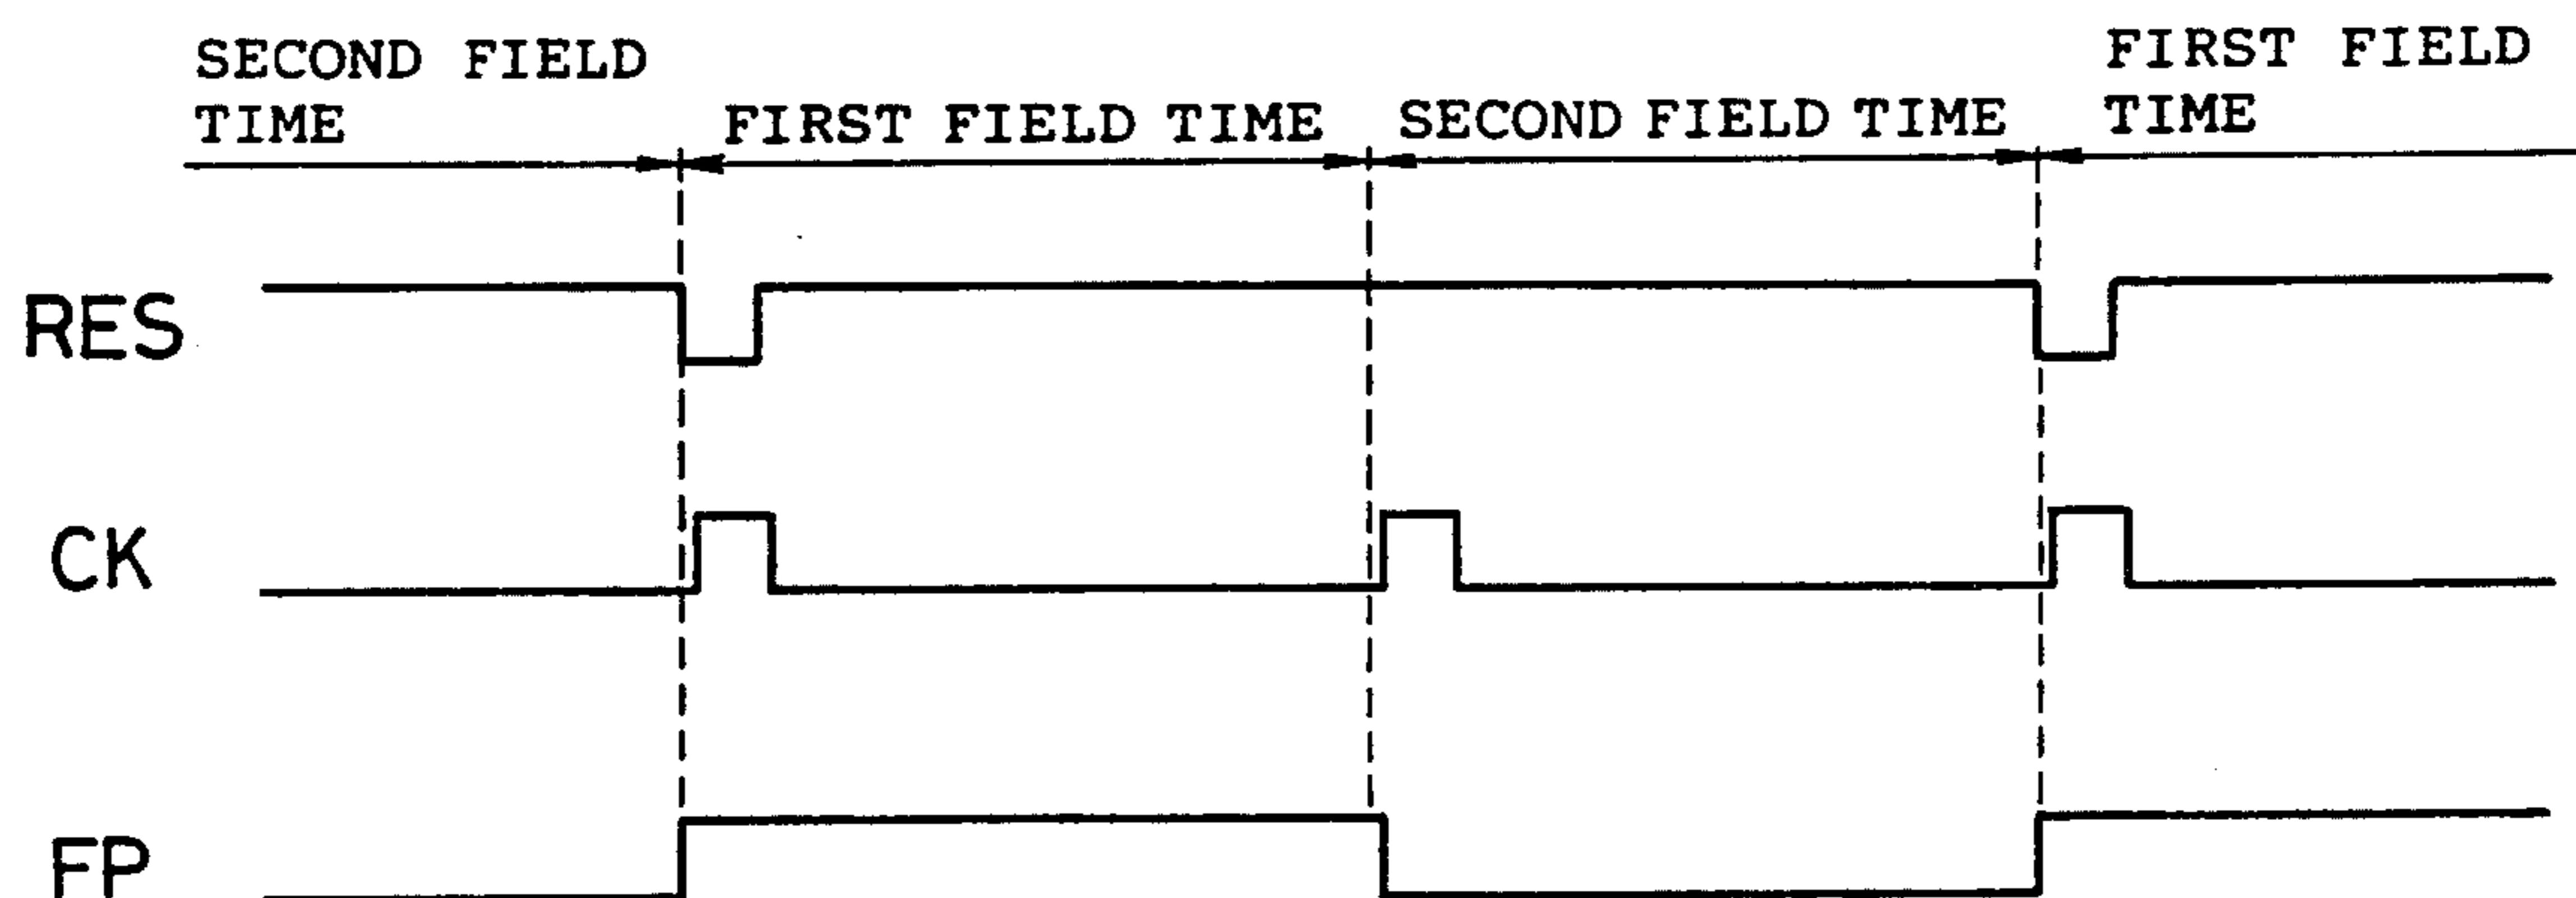 SECOND FIELD
TIME
FIRST FIELD TIME
SECOND FIELD TIME
FIRST FIELD
TIME
RES
CK
FP